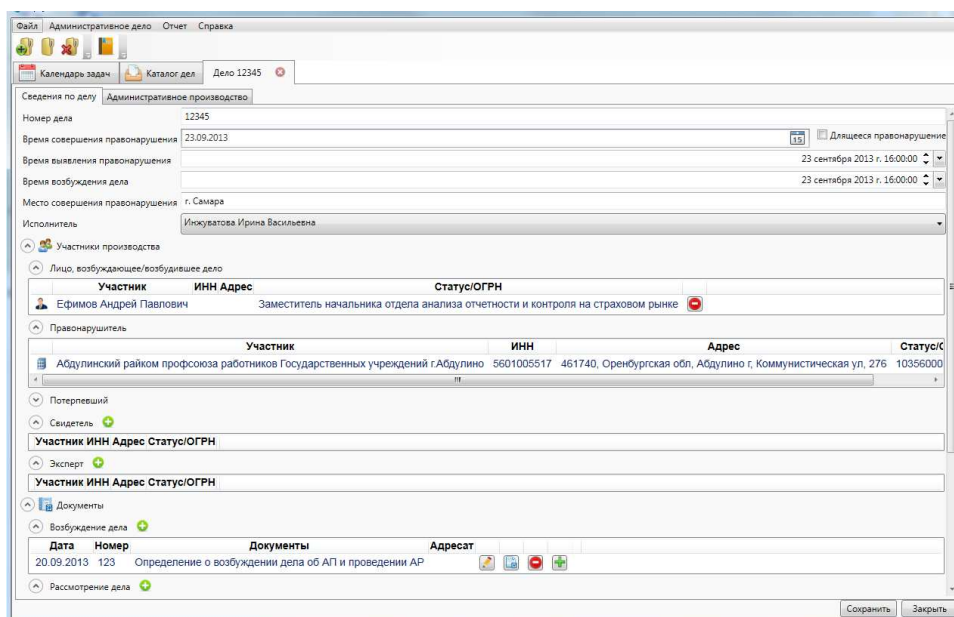 Файл Административное дело Отчет Справка
Календарь задач Каталог дел Дело 12345
Сведения по делу Административное производство
Номер дела 12345
Время совершения правонарушения 23.09.2013 15 Длящееся правонарушение
Время выявления правонарушения 23 сентября 2013 г. 16:00:00
Время возбуждения дела 23 сентября 2013 г. 16:00:00
Место совершения правонарушения г. Самара
Исполнитель Инжуватова Ирина Васильевна
Участники производства
Лицо, возбуждающее/возбудившее дело
Участник ИНН Адрес Статус/ОГРН
Ефимов Андрей Павлович Заместитель начальника отдела анализа отчетности и контроля на страховом рынке
Правонарушитель
Участник ИНН Адрес Статус/О
Абдулинский райком профсоюза работников Государственных учреждений г.Абдулино 5601005517 461740, Оренбургская обл, Абдулино г, Коммунистическая ул, 276 10356000
Потерпевший
Свидетель
Участник ИНН Адрес Статус/ОГРН
Эксперт
Участник ИНН Адрес Статус/ОГРН
Документы
Возбуждение дела
Дата Номер Документы Адресат
20.09.2013 123 Определение о возбуждении дела об АП и проведении АР
Рассмотрение дела
Сохранить Закрыть